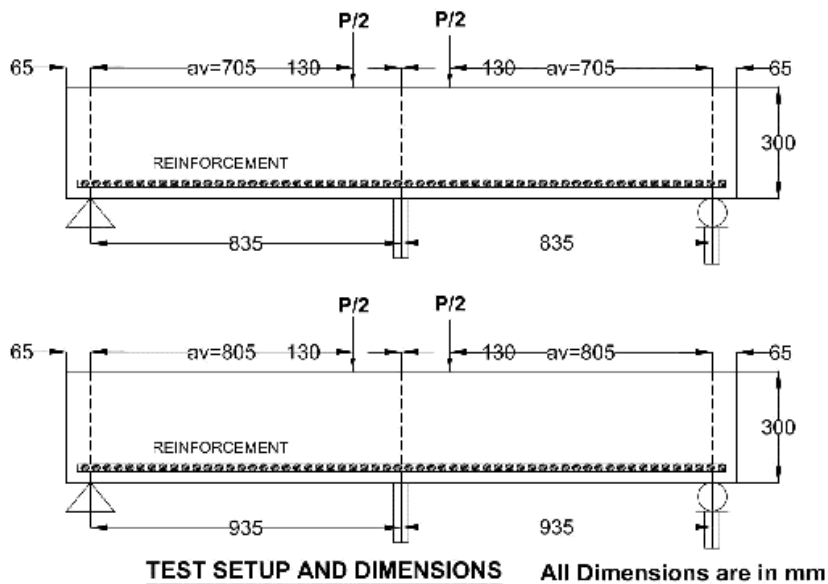 P/2 P/2
65 av=705 130 130 av=705 65
300
REINFORCEMENT
835 835
P/2 P/2
65 av=805 130 130 av=805 65
300
REINFORCEMENT
935 935
TEST SETUP AND DIMENSIONS All Dimensions are in mm